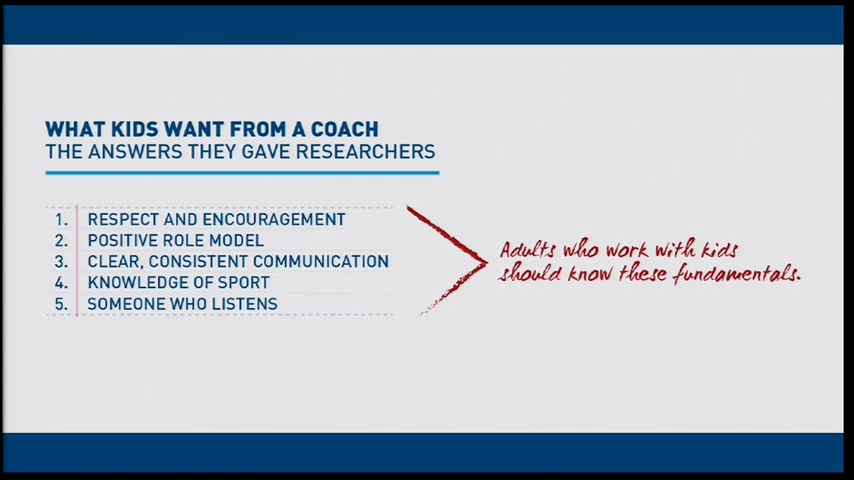 WHAT KIDS WANT FROM A COACH
THE ANSWERS THEY GAVE RESEARCHERS
1. RESPECT AND ENCOURAGEMENT
2. POSITIVE ROLE MODEL
3. CLEAR, CONSISTENT COMMUNICATION
4. KNOWLEDGE OF SPORT
5. SOMEONE WHO LISTENS
Adults who work with kids
should know these fundamentals.